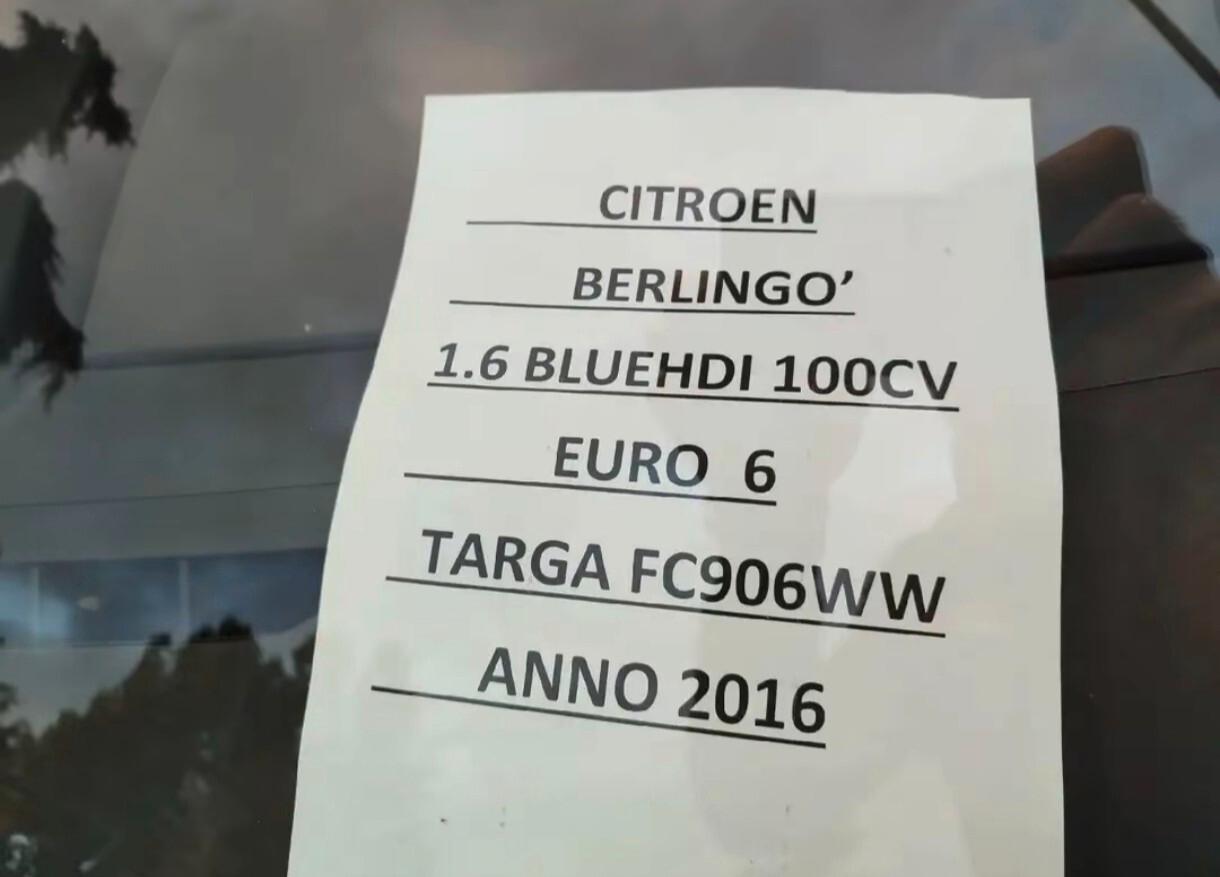 CITROEN
BERLINGO’
1.6 BLUEHDI 100CV
EURO  6
TARGA FC906WW
ANNO 2016